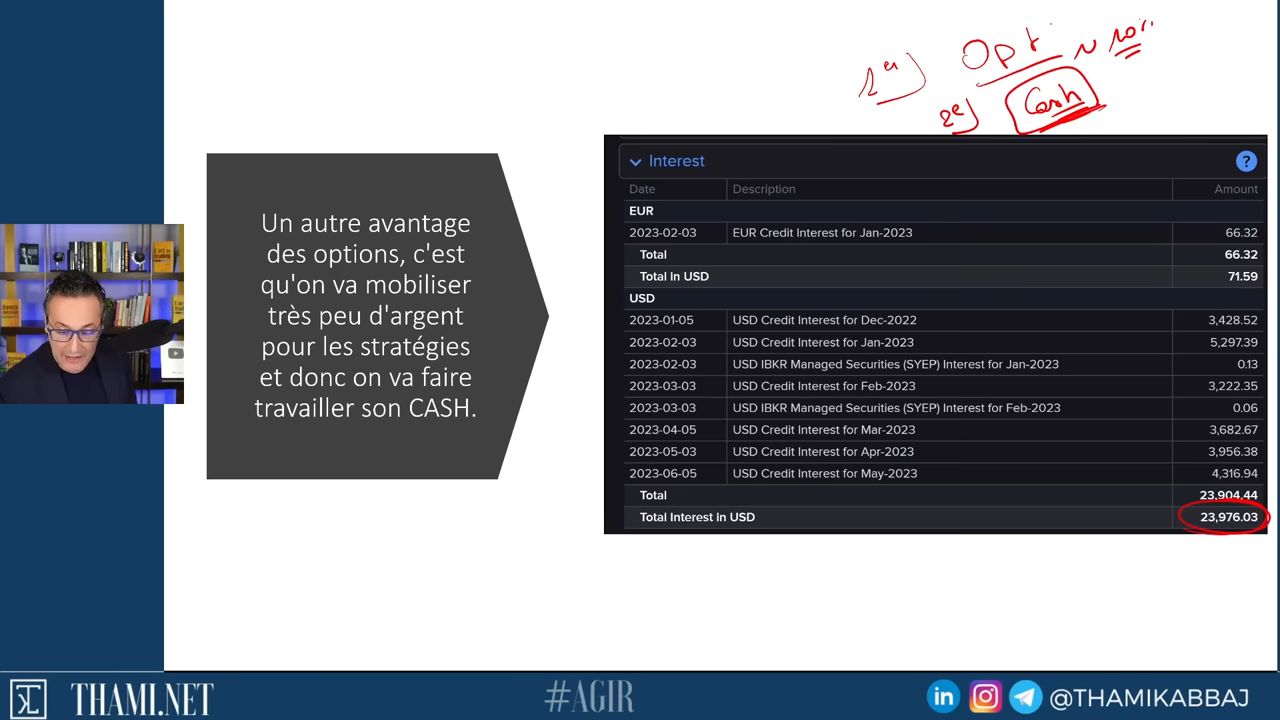 1er) Opt ~ 10%
2e) Cash
Un autre avantage
des options, c'est
qu'on va mobiliser
très peu d'argent
pour les stratégies
et donc on va faire
travailler son CASH.
Interest ?
Date Description Amount
EUR
2023-02-03 EUR Credit Interest for Jan-2023 66.32
Total 66.32
Total in USD 71.59
USD
2023-01-05 USD Credit Interest for Dec-2022 3,428.52
2023-02-03 USD Credit Interest for Jan-2023 5,297.39
2023-02-03 USD IBKR Managed Securities (SYEP) Interest for Jan-2023 0.13
2023-03-03 USD Credit Interest for Feb-2023 3,222.35
2023-03-03 USD IBKR Managed Securities (SYEP) Interest for Feb-2023 0.06
2023-04-05 USD Credit Interest for Mar-2023 3,682.67
2023-05-03 USD Credit Interest for Apr-2023 3,956.38
2023-06-05 USD Credit Interest for May-2023 4,316.94
Total 23,904.44
Total Interest in USD 23,976.03
THAMI.NET #AGIR in @THAMIKABBAJ